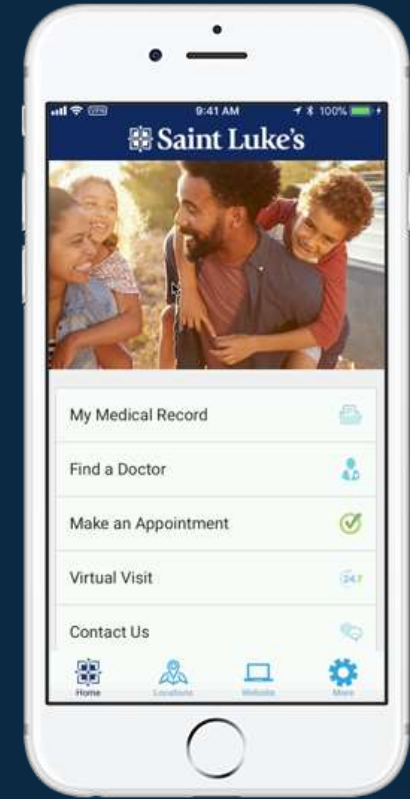 VPN 9:41 AM 100%
Saint Luke's
My Medical Record
Find a Doctor
Make an Appointment
Virtual Visit
24/7
Contact Us
Home Locations Website More